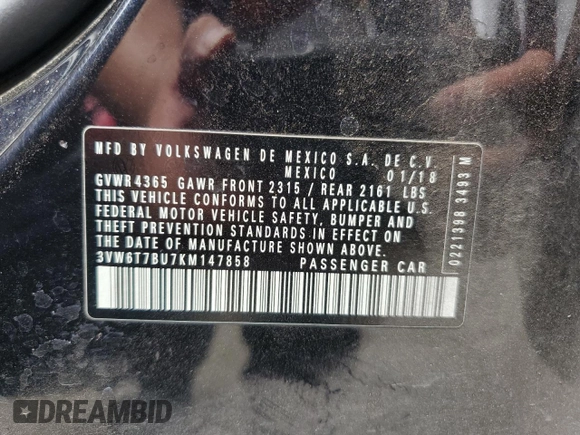 MFD BY VOLKSWAGEN DE MEXICO S.A. DE C.V.
MEXICO 01/18
GVWR 4365 GAWR FRONT 2315 / REAR 2161 LBS
THIS VEHICLE CONFORMS TO ALL APPLICABLE U.S.
FEDERAL MOTOR VEHICLE SAFETY, BUMPER AND
THEFT PREVENTION STANDARDS IN EFFECT ON
THE DATE OF MANUFACTURE SHOWN ABOVE.
3VW6T7BU7KM147858 PASSENGER CAR
0221398 3493 M
DREAMBID